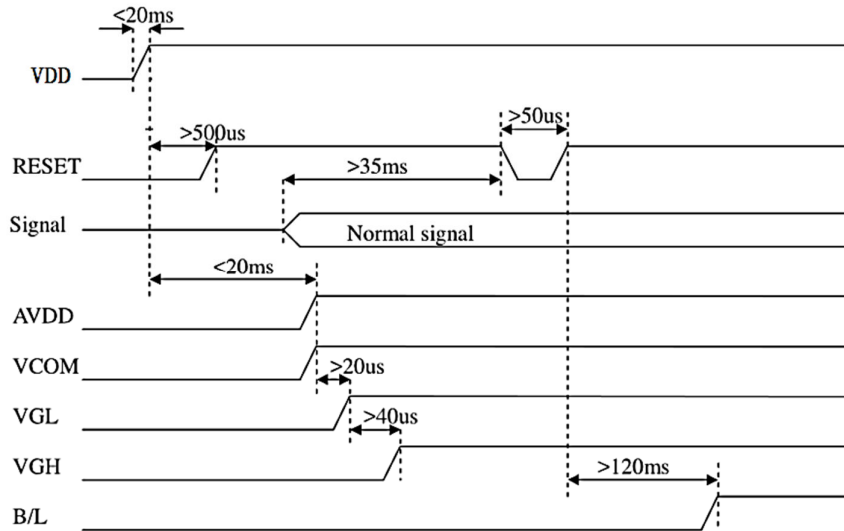 <20ms
VDD
>500us
>50us
RESET
>35ms
Signal
Normal signal
<20ms
AVDD
VCOM
>20us
VGL
>40us
VGH
>120ms
B/L